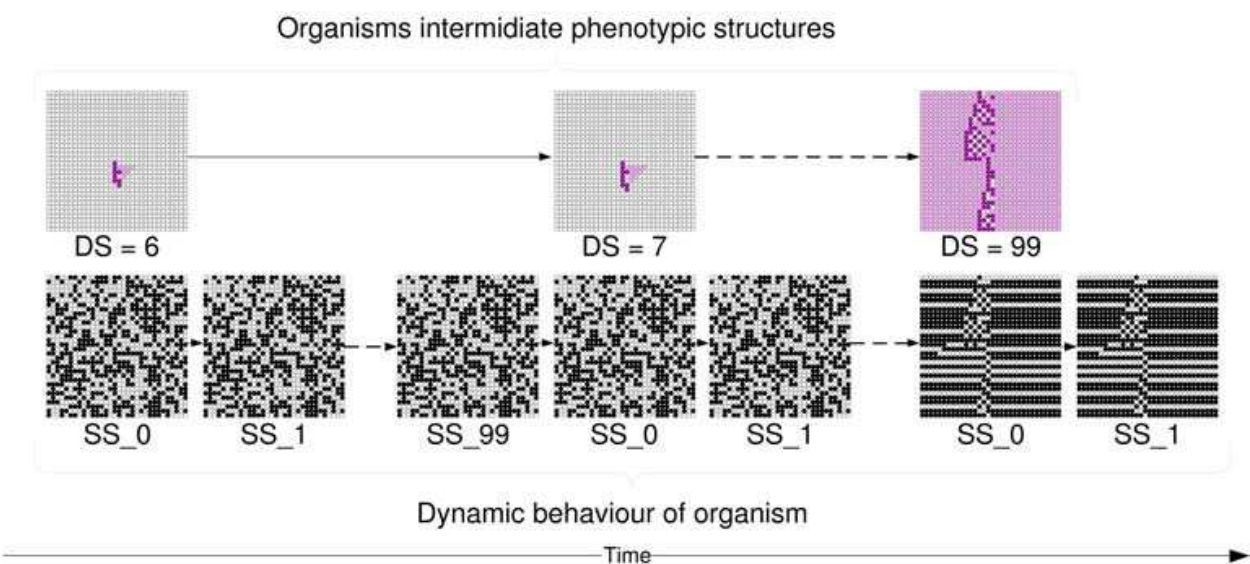 Organisms intermidiate phenotypic structures
DS = 6
DS = 7
DS = 99
SS_0
SS_1
SS_99
SS_0
SS_1
SS_0
SS_1
Dynamic behaviour of organism
Time